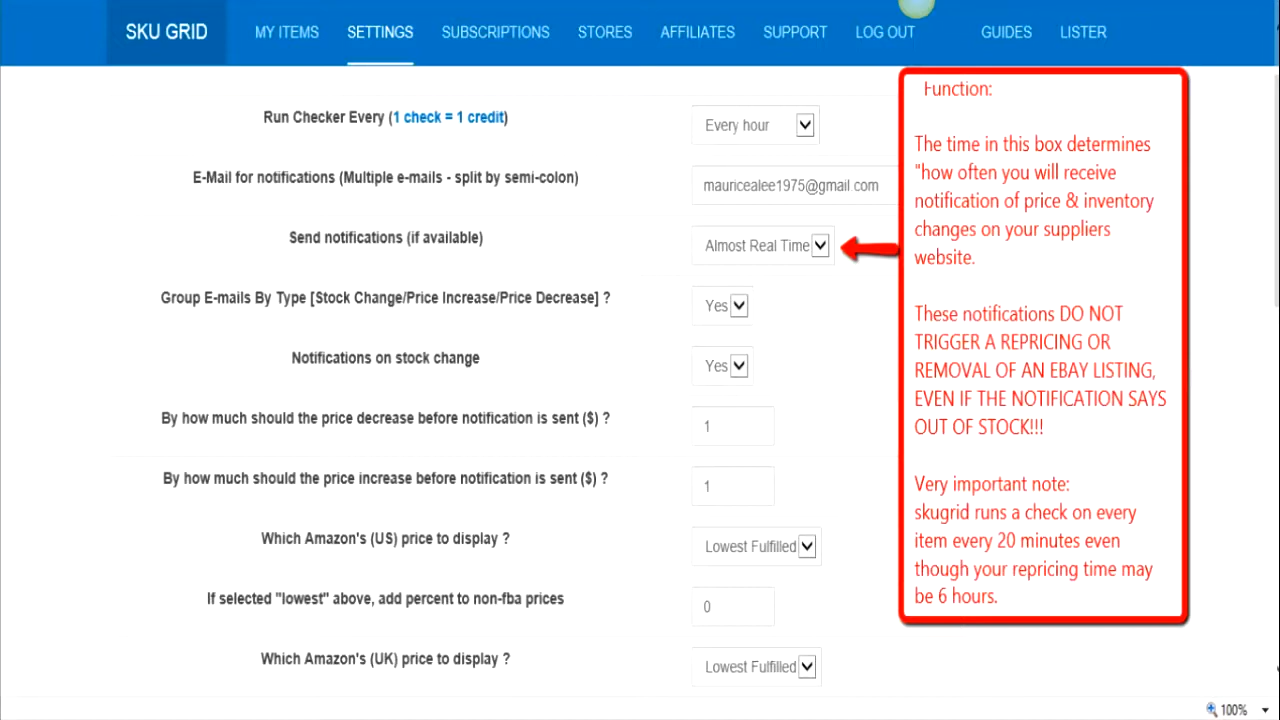 SKU GRID MY ITEMS SETTINGS SUBSCRIPTIONS STORES AFFILIATES SUPPORT LOG OUT GUIDES LISTER
Run Checker Every (1 check = 1 credit) Every hour
E-Mail for notifications (Multiple e-mails - split by semi-colon) mauricealee1975@gmail.com
Send notifications (if available) Almost Real Time
Group E-mails By Type [Stock Change/Price Increase/Price Decrease] ? Yes
Notifications on stock change Yes
By how much should the price decrease before notification is sent ($) ? 1
By how much should the price increase before notification is sent ($) ? 1
Which Amazon's (US) price to display ? Lowest Fulfilled
If selected "lowest" above, add percent to non-fba prices 0
Which Amazon's (UK) price to display ? Lowest Fulfilled
Function:
The time in this box determines
"how often you will receive
notification of price & inventory
changes on your suppliers
website.
These notifications DO NOT
TRIGGER A REPRICING OR
REMOVAL OF AN EBAY LISTING,
EVEN IF THE NOTIFICATION SAYS
OUT OF STOCK!!!
Very important note:
skugrid runs a check on every
item every 20 minutes even
though your repricing time may
be 6 hours.
100%